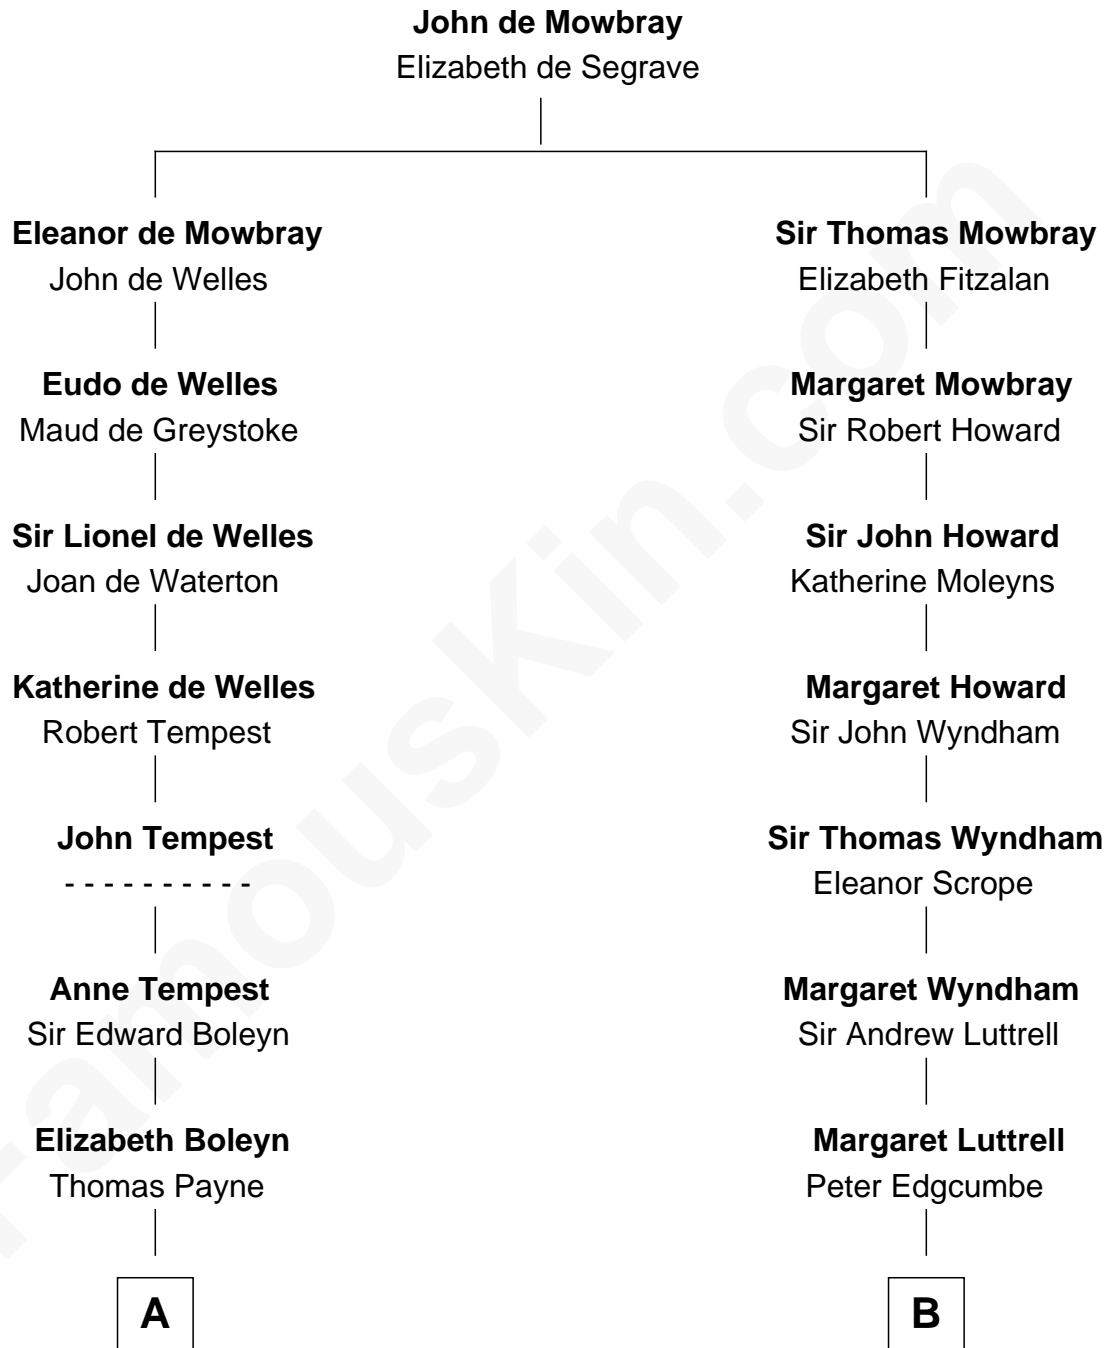 John de Mowbray
Elizabeth de Segrave
Eleanor de Mowbray
John de Welles
Sir Thomas Mowbray
Elizabeth Fitzalan
Eudo de Welles
Maud de Greystoke
Margaret Mowbray
Sir Robert Howard
Sir Lionel de Welles
Joan de Waterton
Sir John Howard
Katherine Moleyns
Katherine de Welles
Robert Tempest
Margaret Howard
Sir John Wyndham
John Tempest
- - - - - - - - - -
Sir Thomas Wyndham
Eleanor Scrope
Anne Tempest
Sir Edward Boleyn
Margaret Wyndham
Sir Andrew Luttrell
Elizabeth Boleyn
Thomas Payne
Margaret Luttrell
Peter Edgcumbe
A
B
FamousKin.com